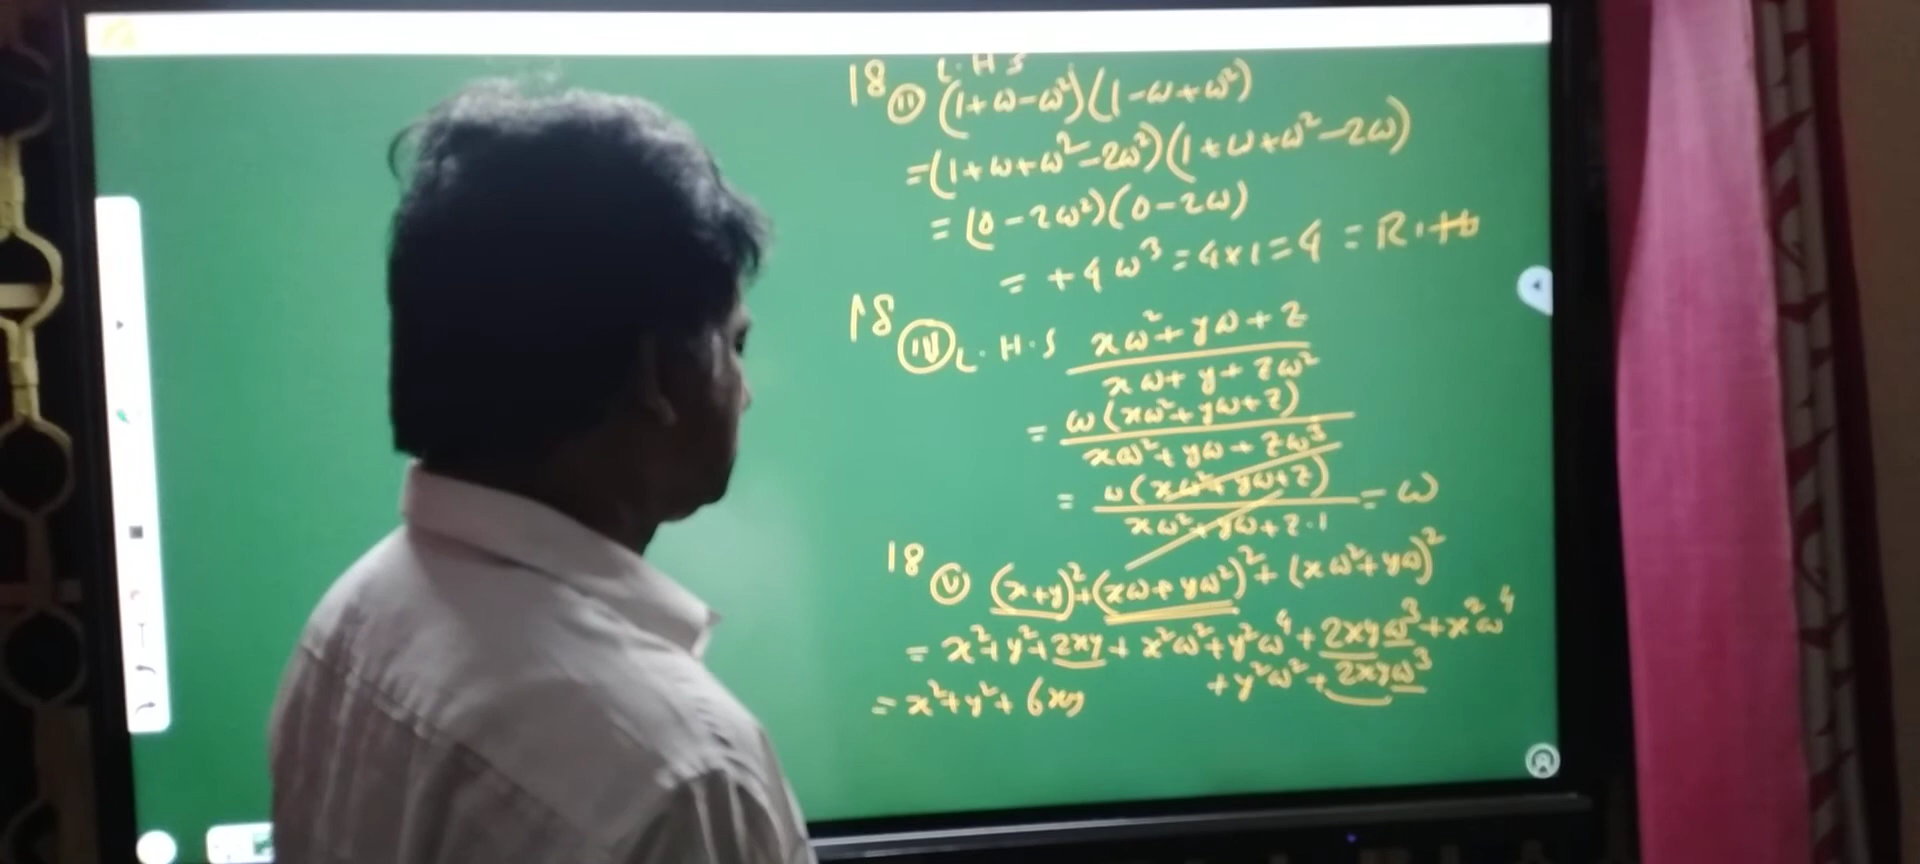 L.H.S
18 (ii) (1+ω-ω²)(1-ω+ω²)
=(1+ω+ω²-2ω²)(1+ω+ω²-2ω)
=(0-2ω²)(0-2ω)
= +4ω³=4×1=4=R.H
18 (iv) L.H.S (xω²+yω+z)/(xω+y+zω²)
= ω(xω²+yω+z)/(xω²+yω+zω³)
= ω(xω²+yω+z)/(xω²+yω+z.1) = ω
18 (v) (x+y)²+(xω+yω²)²+(xω²+yω)²
= x²+y²+2xy+x²ω²+y²ω⁴+2xyω³+x²ω⁴
+y²ω²+2xyω³
= x²+y²+6xy